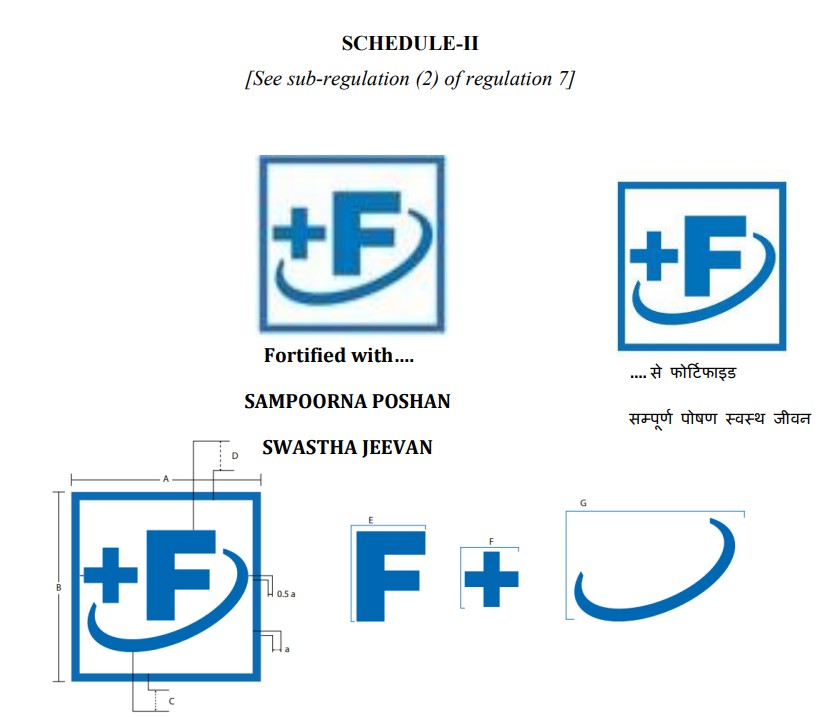 SCHEDULE-II
[See sub-regulation (2) of regulation 7]
+F
+F
Fortified with....
.... से फोर्टिफाइड
SAMPOORNA POSHAN
सम्पूर्ण पोषण स्वस्थ जीवन
SWASTHA JEEVAN
D
A
G
E
F
+F
F
+
B
0.5 a
a
C